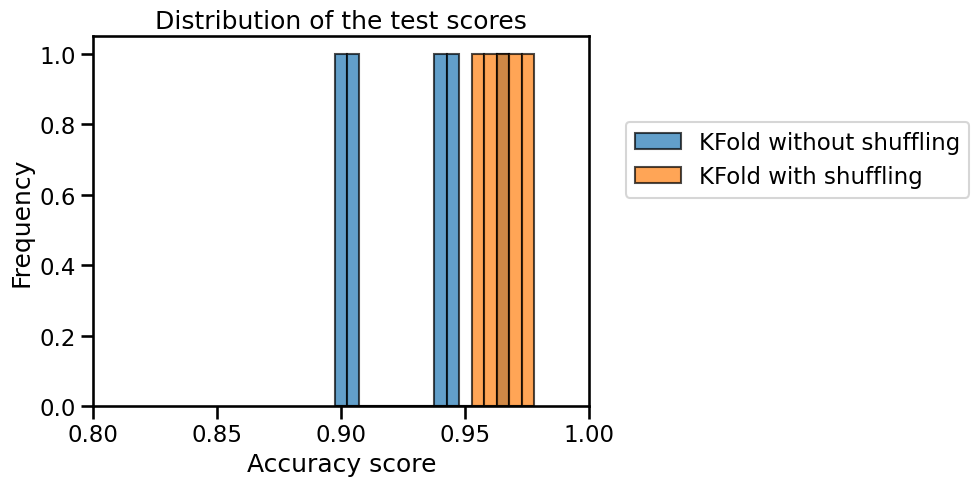 Distribution of the test scores
1.0
0.8
0.6
0.4
0.2
0.0
Frequency
0.80 0.85 0.90 0.95 1.00
Accuracy score
KFold without shuffling
KFold with shuffling